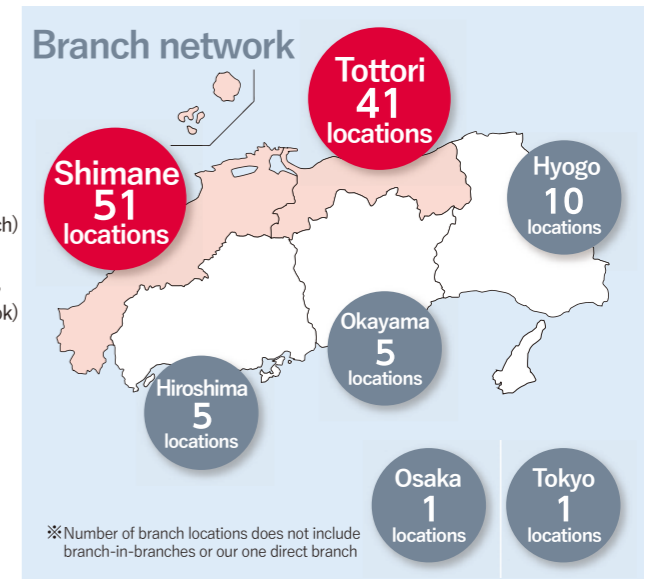 Branch network
Tottori
41
locations
Shimane
51
locations
Hyogo
10
locations
ch)
ok)
Okayama
5
locations
Hiroshima
5
locations
Osaka
1
locations
Tokyo
1
locations
※Number of branch locations does not include
branch-in-branches or our one direct branch